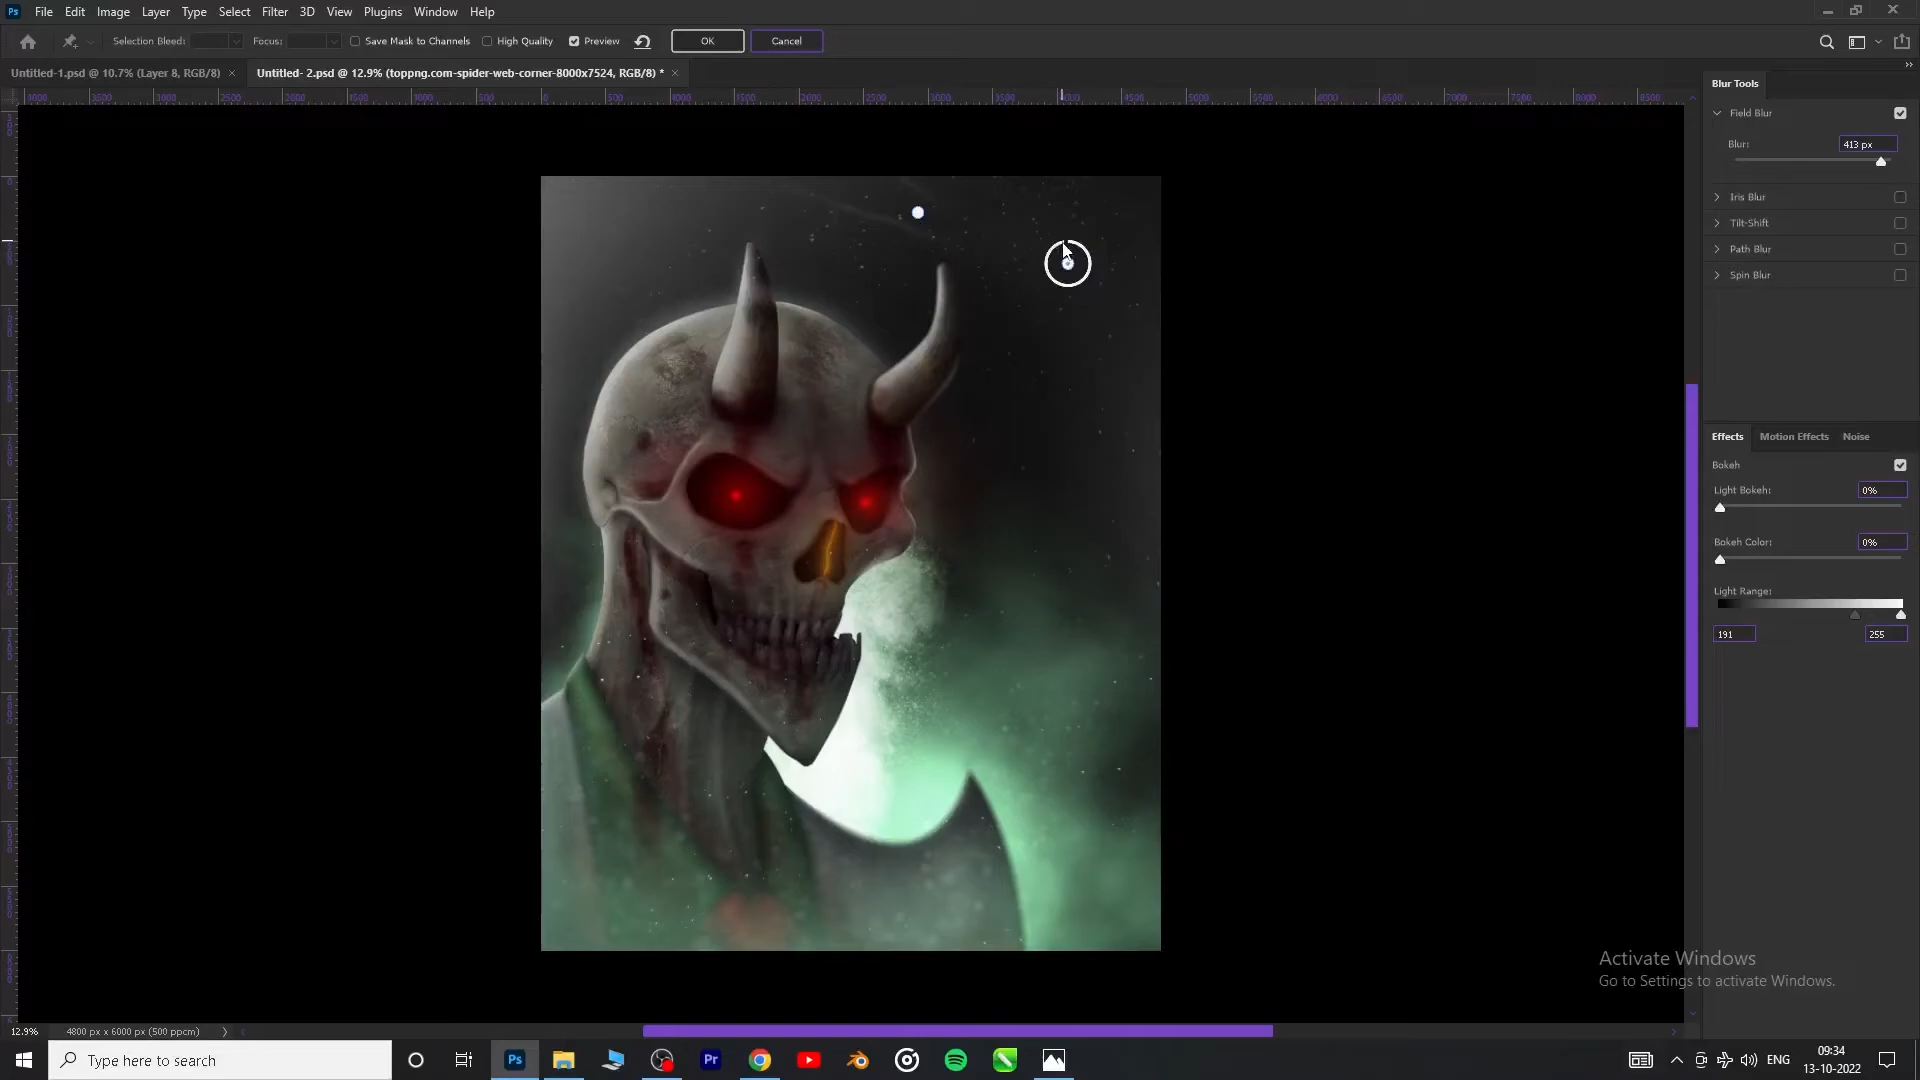 Ps File Edit Image Layer Type Select Filter 3D View Plugins Window Help
Selection Bleed: Focus: Save Mask to Channels High Quality Preview OK Cancel
Untitled-1.psd @ 10.7% (Layer 8, RGB/8) × Untitled- 2.psd @ 12.9% (toppng.com-spider-web-corner-8000x7524, RGB/8) * ×
Blur Tools
Field Blur
Blur: 413 px
Iris Blur
Tilt-Shift
Path Blur
Spin Blur
Effects Motion Effects Noise
Bokeh
Light Bokeh: 0%
Bokeh Color: 0%
Light Range:
191 255
Activate Windows
Go to Settings to activate Windows.
12.9% 4800 px x 6000 px (500 ppcm)
Type here to search
Ps Pr
ENG
09:34
13-10-2022